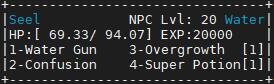 +---------------------------------+
|Seel           NPC Lvl: 20 Water|
|HP:[ 69.33/ 94.07] EXP:20000     |
|1-Water Gun    3-Overgrowth  [1]|
|2-Confusion    4-Super Potion[1]|
+---------------------------------+